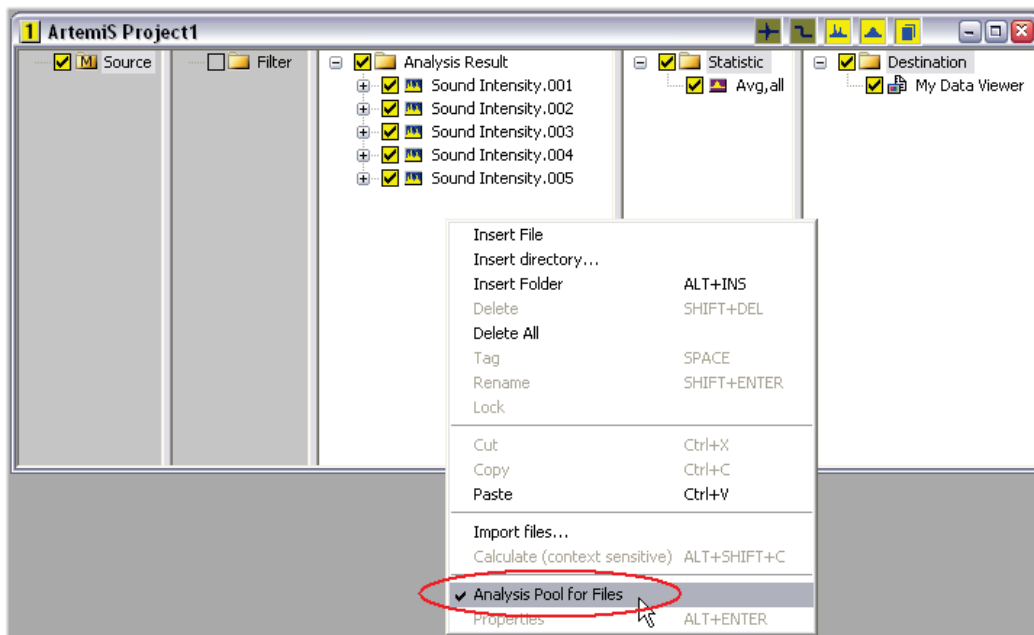 1 ArtemiS Project1
M Source
Filter
Analysis Result
Sound Intensity.001
Sound Intensity.002
Sound Intensity.003
Sound Intensity.004
Sound Intensity.005
Statistic
Avg,all
Destination
My Data Viewer
Insert File
Insert directory...
Insert Folder ALT+INS
Delete SHIFT+DEL
Delete All
Tag SPACE
Rename SHIFT+ENTER
Lock
Cut Ctrl+X
Copy Ctrl+C
Paste Ctrl+V
Import files...
Calculate (context sensitive) ALT+SHIFT+C
Analysis Pool for Files
Properties ALT+ENTER